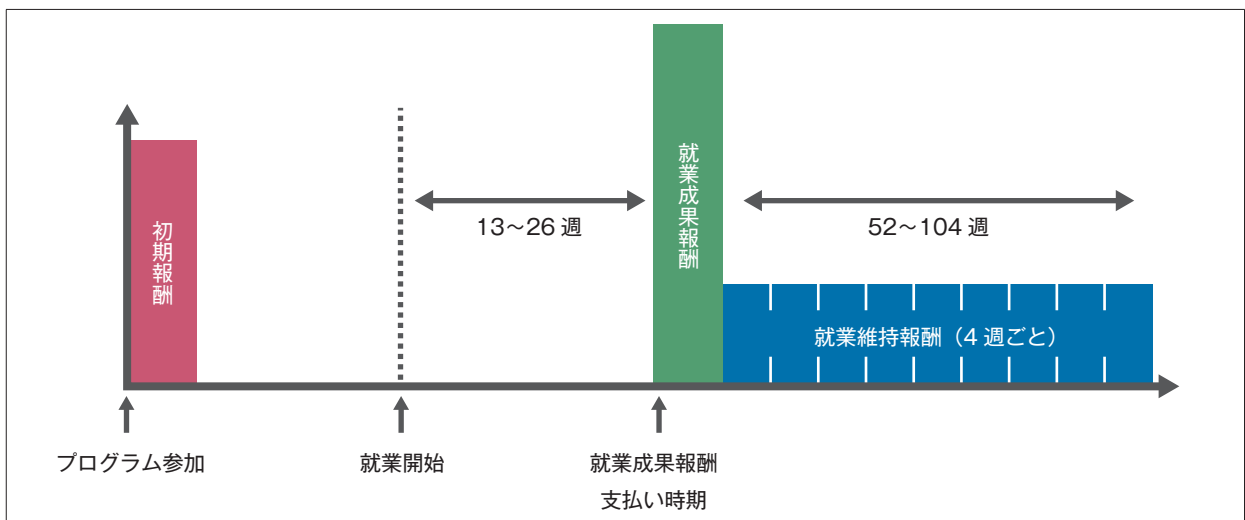 初期報酬
13～26 週
就業成果報酬
52～104 週
就業維持報酬（4 週ごと）
プログラム参加
就業開始
就業成果報酬
支払い時期